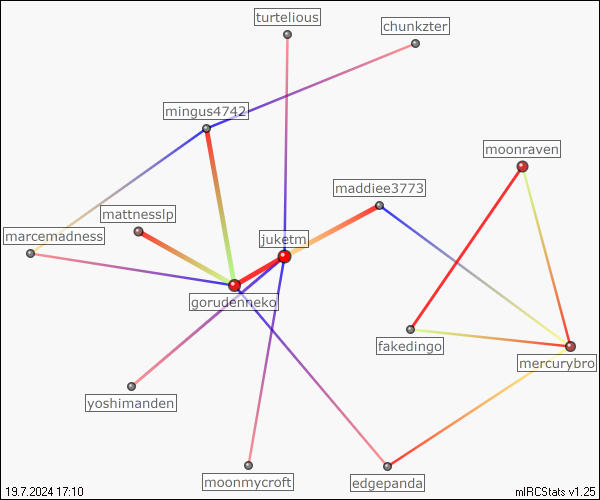 turtelious
chunkzter
mingus4742
moonraven
maddiee3773
mattnesslp
marcemadness
juketm
gorudenneko
fakedingo
mercurybro
yoshimanden
moonmycroft
edgepanda
19.7.2024 17:10
mIRCStats v1.25